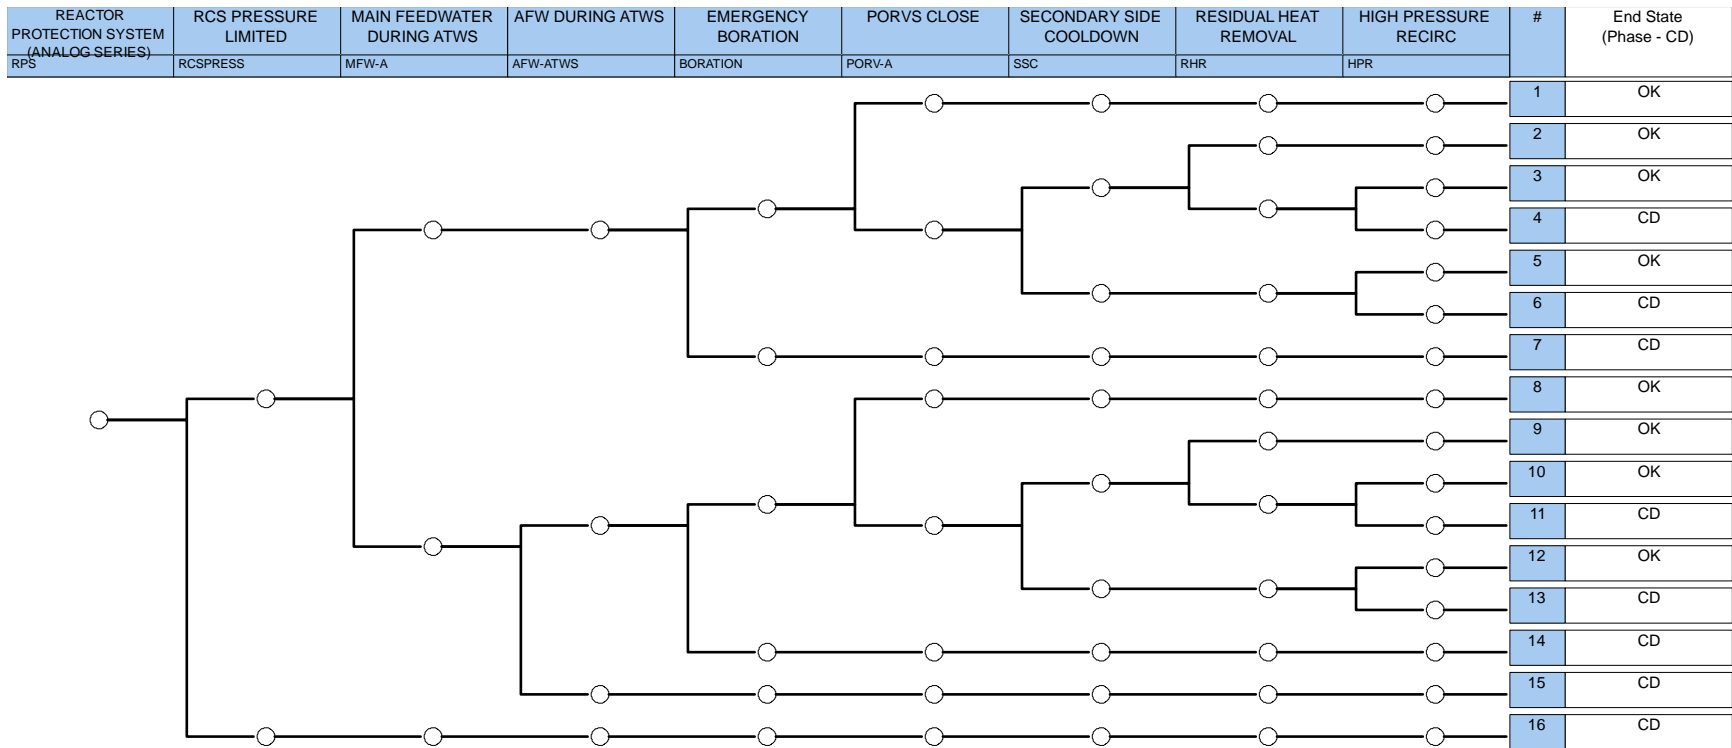 REACTOR
PROTECTION SYSTEM
(ANALOG SERIES)
RPS
RCS PRESSURE
LIMITED
RCSPRESS
MAIN FEEDWATER
DURING ATWS
MFW-A
AFW DURING ATWS
AFW-ATWS
EMERGENCY
BORATION
BORATION
PORVS CLOSE
PORV-A
SECONDARY SIDE
COOLDOWN
SSC
RESIDUAL HEAT
REMOVAL
RHR
HIGH PRESSURE
RECIRC
HPR
#
End State
(Phase - CD)
1 OK
2 OK
3 OK
4 CD
5 OK
6 CD
7 CD
8 OK
9 OK
10 OK
11 CD
12 OK
13 CD
14 CD
15 CD
16 CD